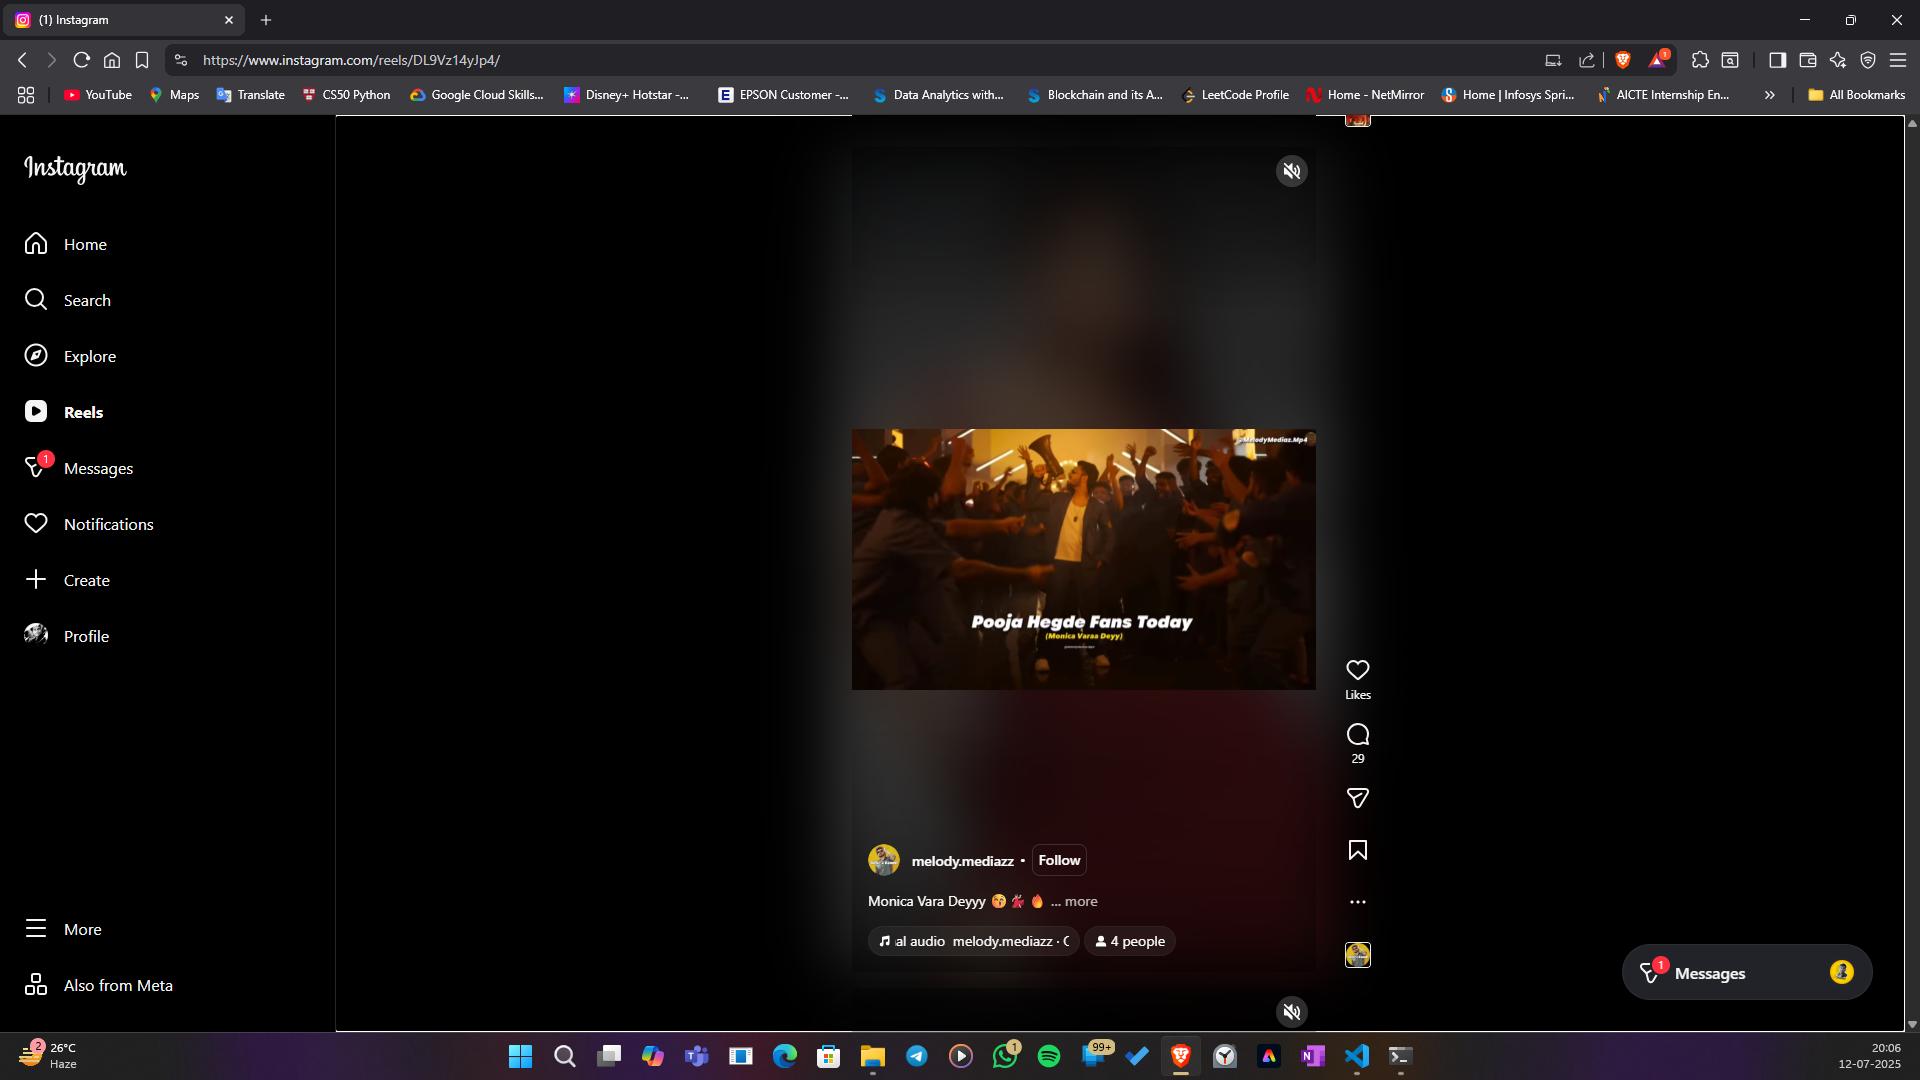 (1) Instagram
https://www.instagram.com/reels/DL9Vz14yJp4/
1
YouTube
Maps
Translate
CS50 Python
Google Cloud Skills...
Disney+ Hotstar -...
EPSON Customer -...
Data Analytics with...
Blockchain and its A...
LeetCode Profile
Home - NetMirror
Home | Infosys Spri...
AICTE Internship En...
All Bookmarks
Instagram
Home
Search
Explore
Reels
1
Messages
Notifications
Create
Profile
More
Also from Meta
@MelodyMediaz.Mp4
Pooja Hegde Fans Today
(Monica Varaa Deyy)
Likes
29
melody.mediazz • Follow
Monica Vara Deyyy 😚 💃 🔥 ... more
al audio melody.mediazz ·
4 people
1
Messages
2
26°C
Haze
1
99+
20:06
12-07-2025